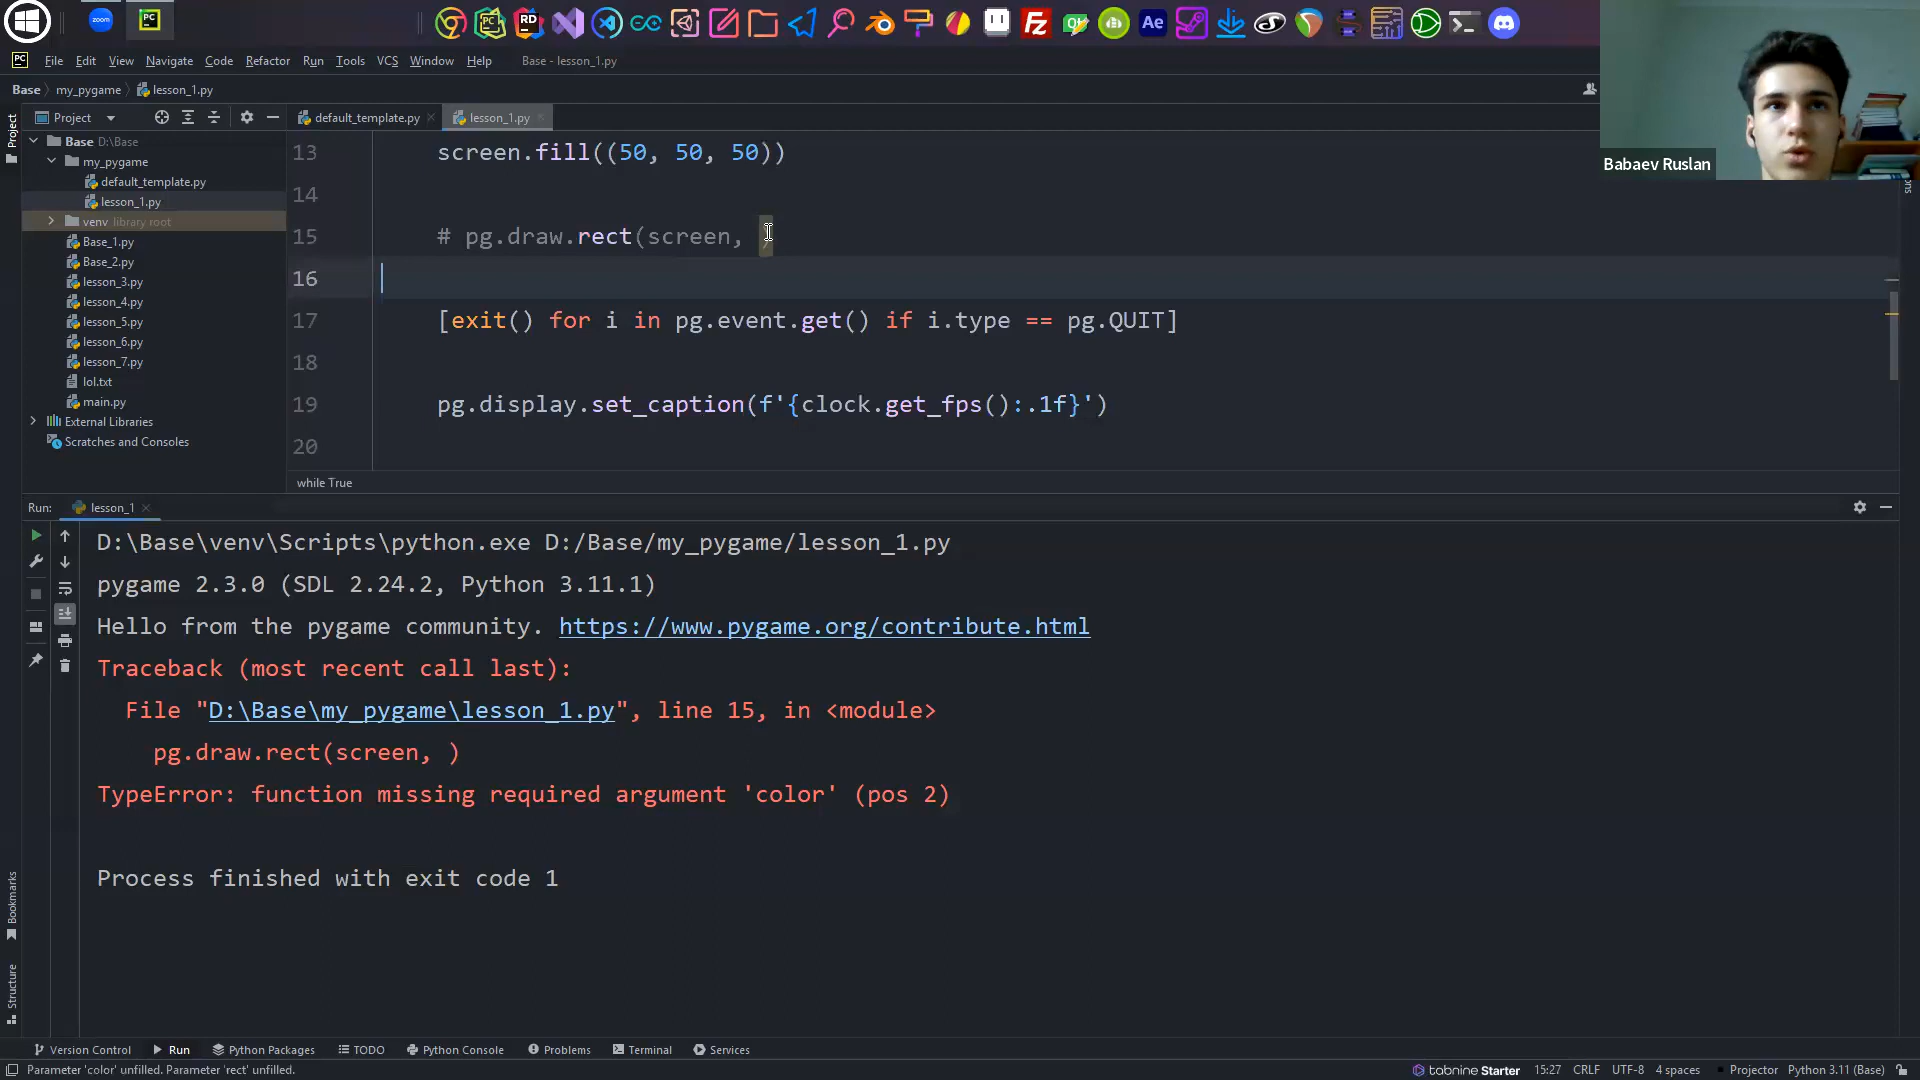 zoom
PC
File Edit View Navigate Code Refactor Run Tools VCS Window Help Base - lesson_1.py
Base my_pygame lesson_1.py
Project
default_template.py
lesson_1.py
Project
Base D:\Base
my_pygame
default_template.py
lesson_1.py
venv library root
Base_1.py
Base_2.py
lesson_3.py
lesson_4.py
lesson_5.py
lesson_6.py
lesson_7.py
lol.txt
main.py
External Libraries
Scratches and Consoles
13 screen.fill((50, 50, 50))
14
15 # pg.draw.rect(screen, )
16
17 [exit() for i in pg.event.get() if i.type == pg.QUIT]
18
19 pg.display.set_caption(f'{clock.get_fps():.1f}')
20
while True
Babaev Ruslan
Run: lesson_1
D:\Base\venv\Scripts\python.exe D:/Base/my_pygame/lesson_1.py
pygame 2.3.0 (SDL 2.24.2, Python 3.11.1)
Hello from the pygame community. https://www.pygame.org/contribute.html
Traceback (most recent call last):
File "D:\Base\my_pygame\lesson_1.py", line 15, in <module>
pg.draw.rect(screen, )
TypeError: function missing required argument 'color' (pos 2)
Process finished with exit code 1
Bookmarks
Structure
Version Control Run Python Packages TODO Python Console Problems Terminal Services
Parameter 'color' unfilled. Parameter 'rect' unfilled.
tabnine Starter 15:27 CRLF UTF-8 4 spaces Projector Python 3.11 (Base)